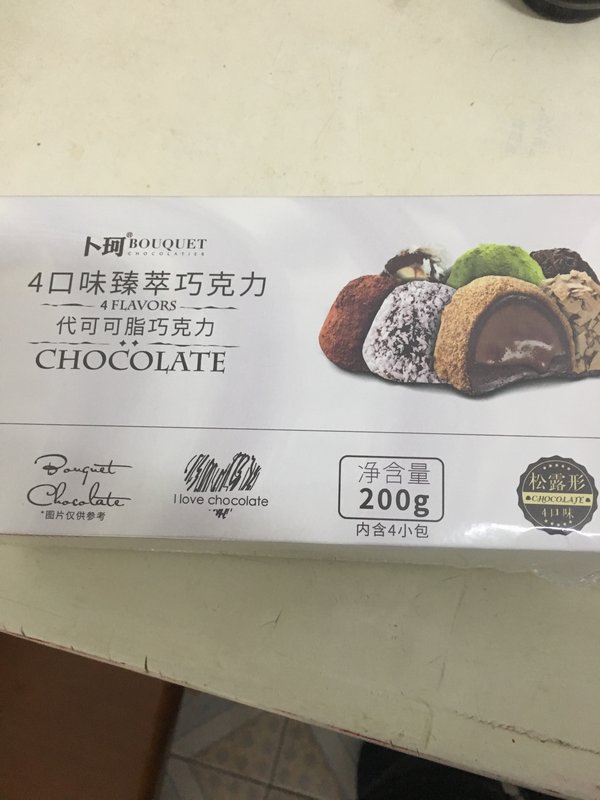 卜珂®BOUQUET
CHOCOLATIER
4口味臻萃巧克力
4 FLAVORS
代可可脂巧克力
CHOCOLATE
Bouquet
Chocolate
*图片仅供参考
I love chocolate
净含量
200g
内含4小包
松露形
CHOCOLATE
4口味